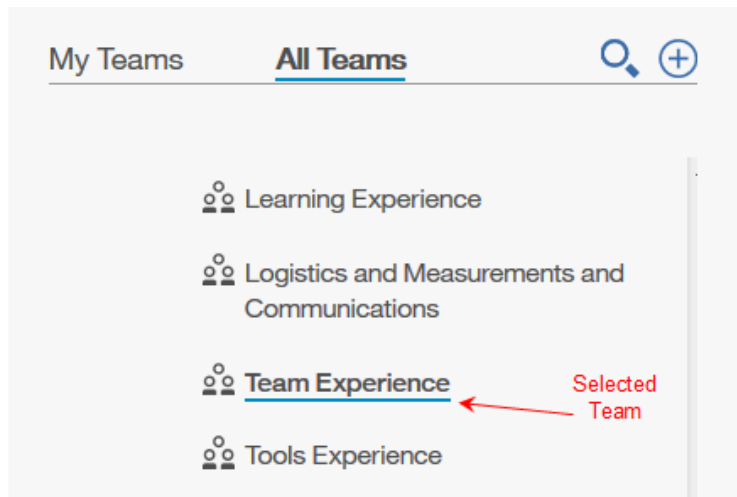 My Teams All Teams
Learning Experience
Logistics and Measurements and
Communications
Team Experience
Selected
Team
Tools Experience